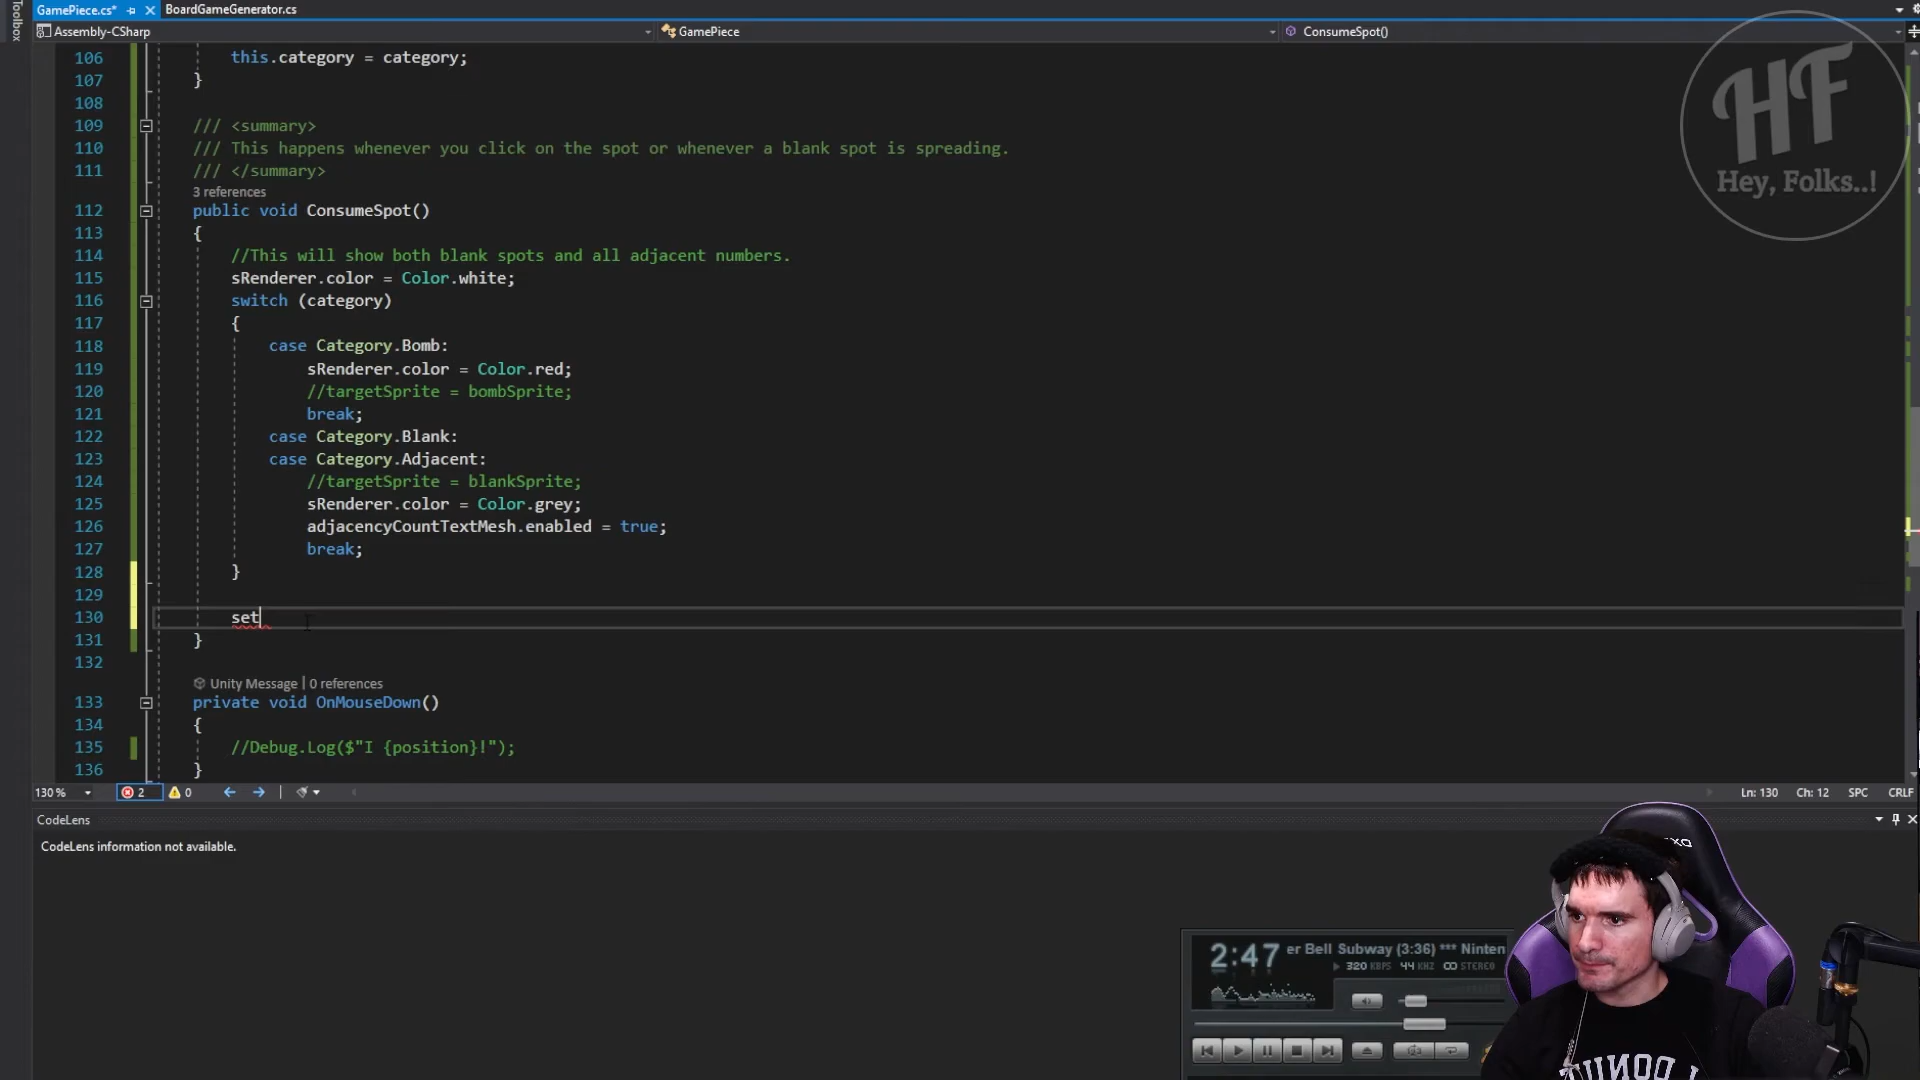 Toolbox
GamePiece.cs*
BoardGameGenerator.cs
Assembly-CSharp
GamePiece
ConsumeSpot()
HF
Hey, Folks..!
106 this.category = category;
107 }
108
109 /// <summary>
110 /// This happens whenever you click on the spot or whenever a blank spot is spreading.
111 /// </summary>
3 references
112 public void ConsumeSpot()
113 {
114 //This will show both blank spots and all adjacent numbers.
115 sRenderer.color = Color.white;
116 switch (category)
117 {
118 case Category.Bomb:
119 sRenderer.color = Color.red;
120 //targetSprite = bombSprite;
121 break;
122 case Category.Blank:
123 case Category.Adjacent:
124 //targetSprite = blankSprite;
125 sRenderer.color = Color.grey;
126 adjacencyCountTextMesh.enabled = true;
127 break;
128 }
129
130 set
131 }
132
Unity Message | 0 references
133 private void OnMouseDown()
134 {
135 //Debug.Log($"I {position}!");
136 }
130 % 2 0 Ln: 130 Ch: 12 SPC CRLF
CodeLens
CodeLens information not available.
2:47 er Bell Subway (3:36) *** Ninten
320 KBPS 44 KHZ STEREO